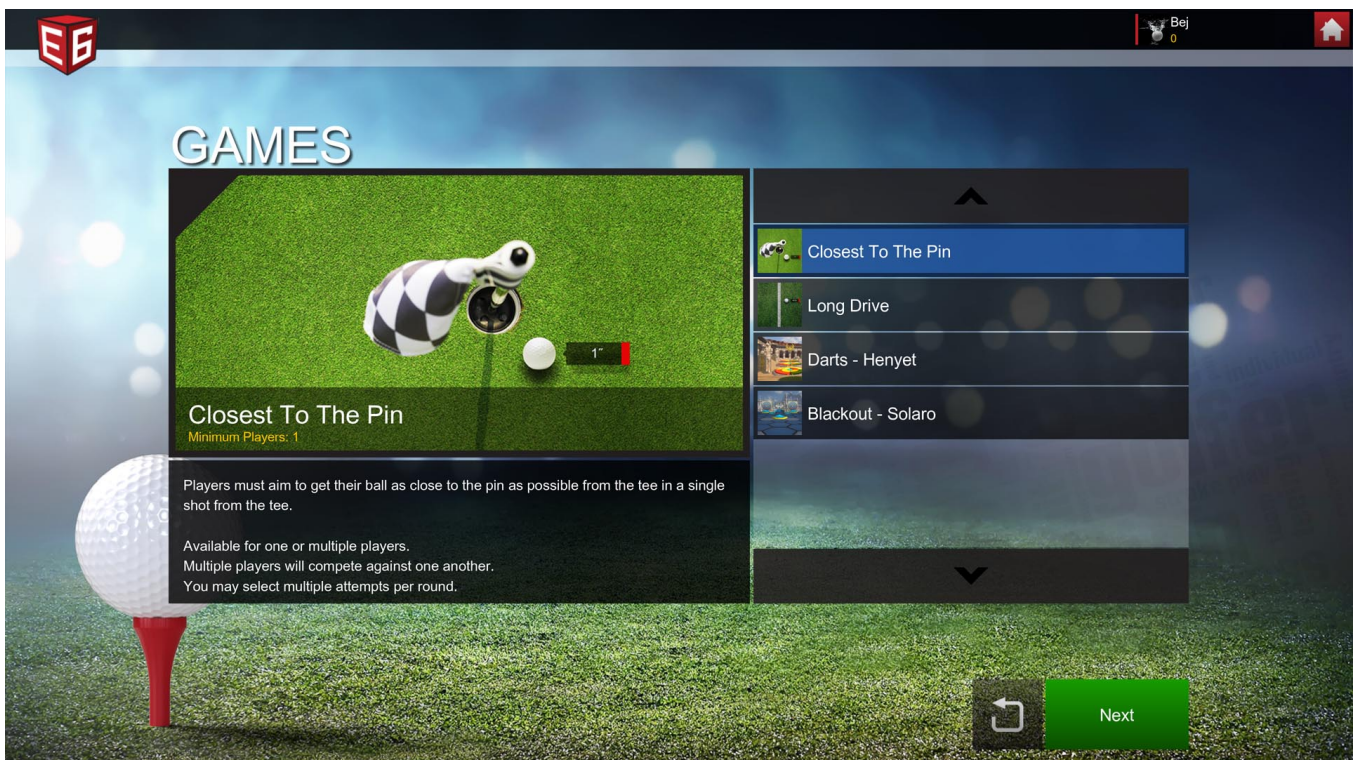 E6
Bej
0
GAMES
1"
Closest To The Pin
Minimum Players: 1
Players must aim to get their ball as close to the pin as possible from the tee in a single
shot from the tee.
Available for one or multiple players.
Multiple players will compete against one another.
You may select multiple attempts per round.
Closest To The Pin
Long Drive
Darts - Henyet
Blackout - Solaro
Next